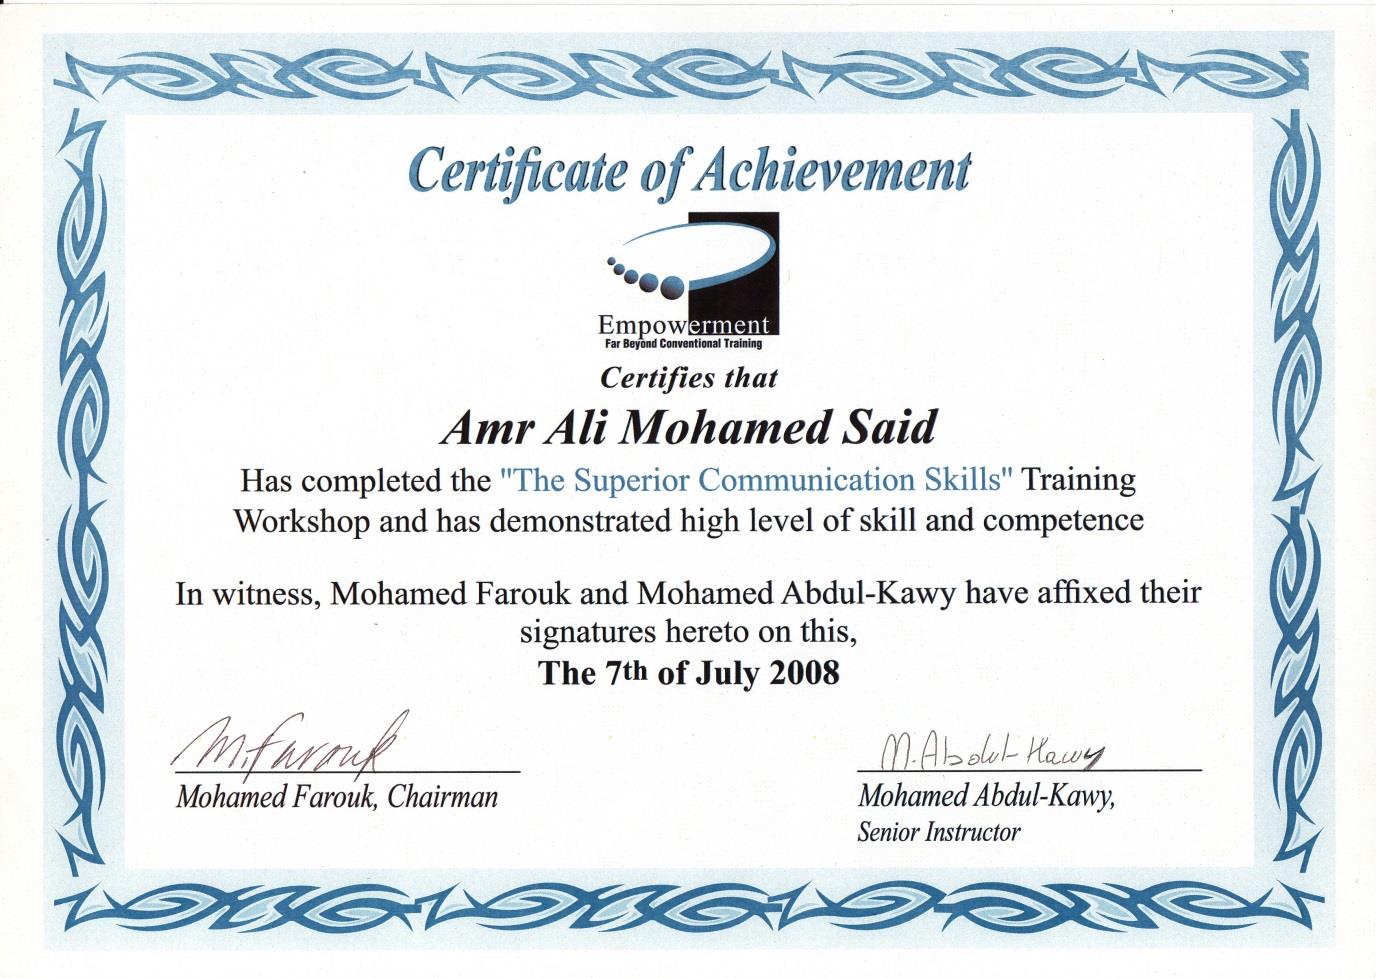 Certificate of Achievement
Empowerment
Far Beyond Conventional Training
Certifies that
Amr Ali Mohamed Said
Has completed the "The Superior Communication Skills" Training
Workshop and has demonstrated high level of skill and competence
In witness, Mohamed Farouk and Mohamed Abdul-Kawy have affixed their
signatures hereto on this,
The 7th of July 2008
M.Farouk
M.Abdul-Kawy
Mohamed Farouk, Chairman
Mohamed Abdul-Kawy,
Senior Instructor